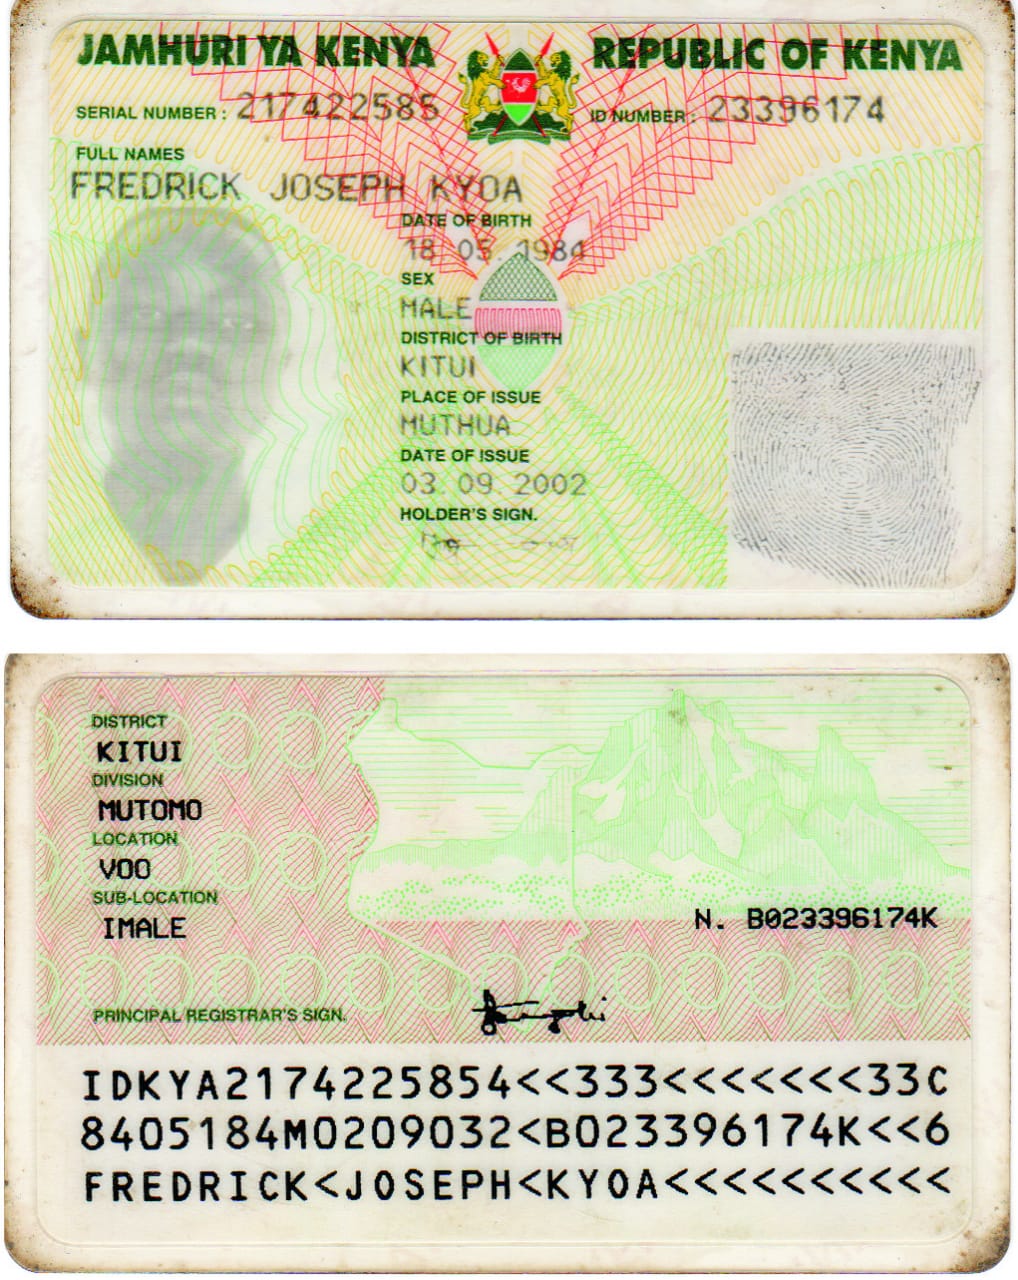 JAMHURI YA KENYA REPUBLIC OF KENYA
SERIAL NUMBER : 217422585 ID NUMBER : 23396174
FULL NAMES
FREDRICK JOSEPH KYOA
DATE OF BIRTH
18. 05. 1984
SEX
MALE
DISTRICT OF BIRTH
KITUI
PLACE OF ISSUE
MUTHUA
DATE OF ISSUE
03. 09. 2002
HOLDER'S SIGN.
DISTRICT
KITUI
DIVISION
MUTOMO
LOCATION
VOO
SUB-LOCATION
IMALE
N. B023396174K
PRINCIPAL REGISTRAR'S SIGN.
IDKYA2174225854<<333<<<<<<<<33C
8405184M0209032<B023396174K<<6
FREDRICK<JOSEPH<KYOA<<<<<<<<<<